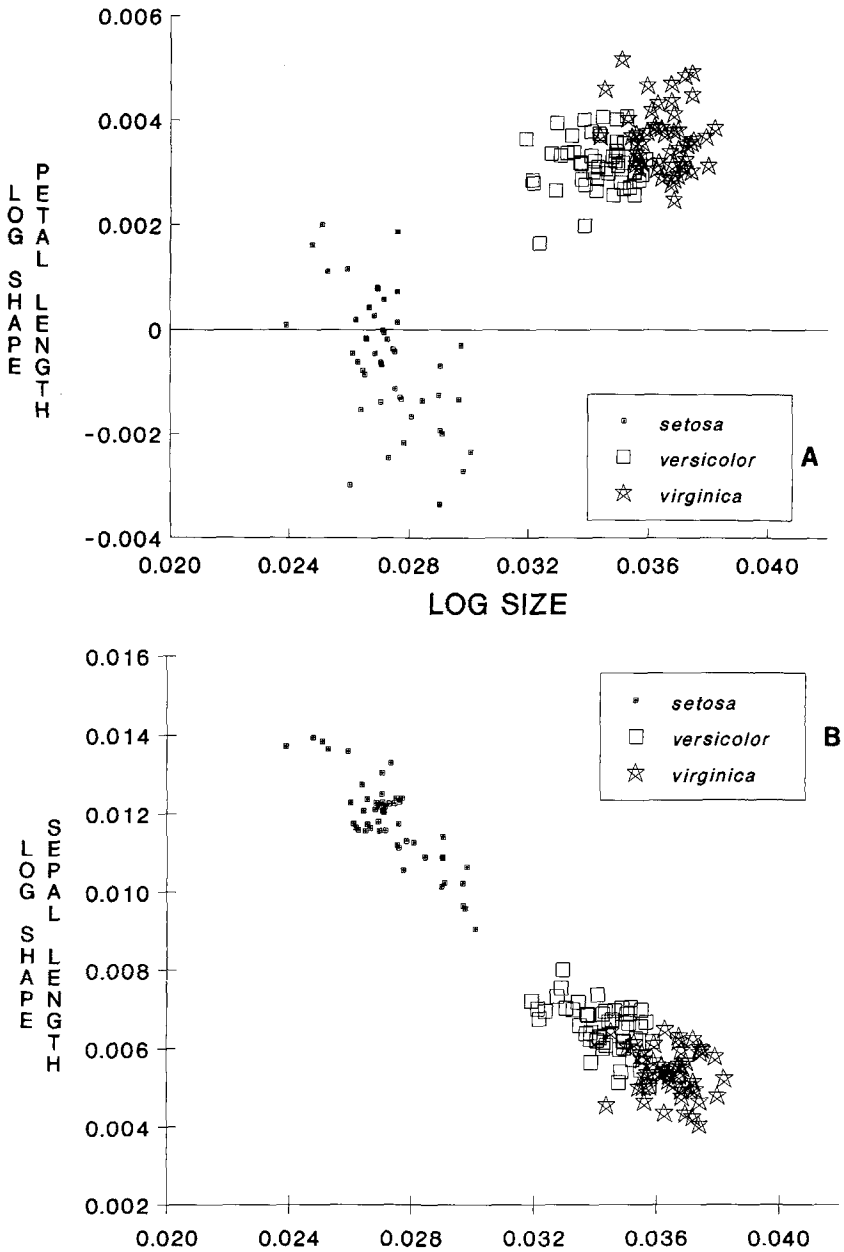 0.006
0.004
0.002
0
-0.002
-0.004
LOG SHAPE
PETAL LENGTH
setosa
versicolor
virginica
A
0.020 0.024 0.028 0.032 0.036 0.040
LOG SIZE
0.016
0.014
0.012
0.010
0.008
0.006
0.004
0.002
LOG SHAPE
SEPAL LENGTH
setosa
versicolor
virginica
B
0.020 0.024 0.028 0.032 0.036 0.040